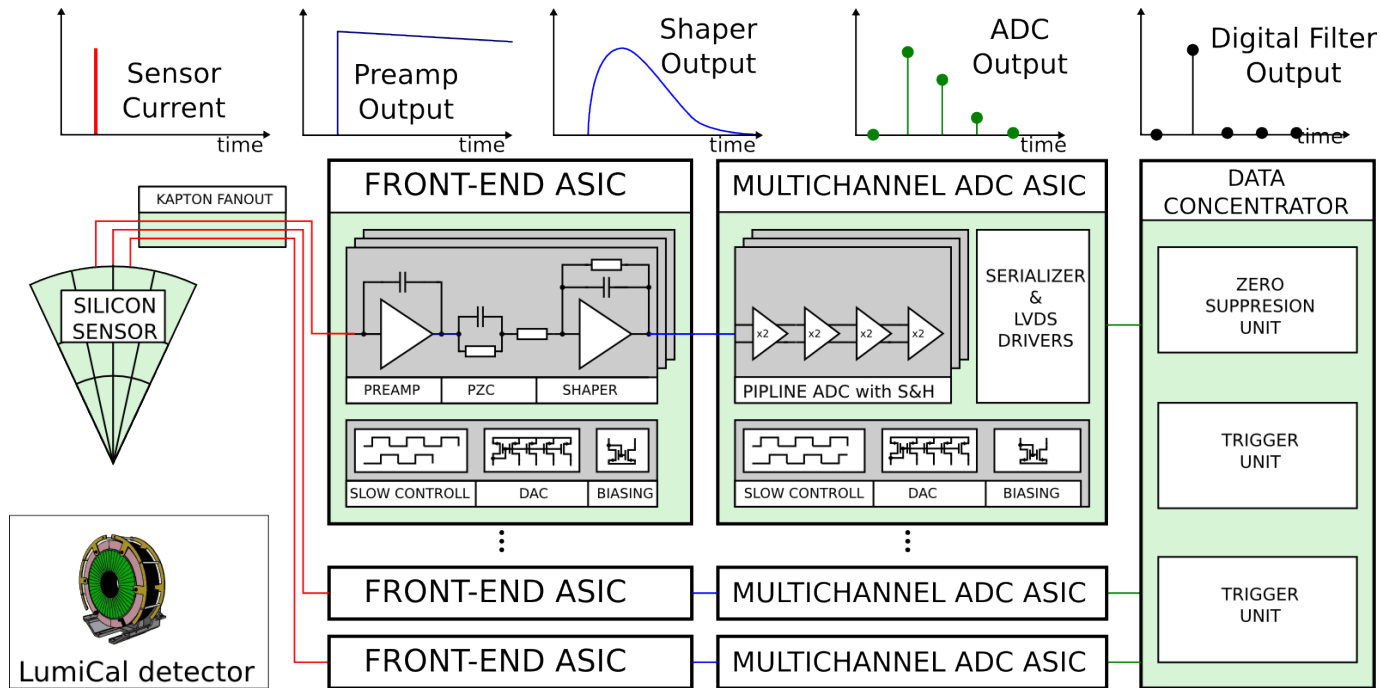 Sensor
Current
time
Preamp
Output
time
Shaper
Output
time
ADC
Output
time
Digital Filter
Output
time
KAPTON FANOUT
SILICON
SENSOR
LumiCal detector
FRONT-END ASIC
PREAMP
PZC
SHAPER
SLOW CONTROLL
DAC
BIASING
MULTICHANNEL ADC ASIC
x2
x2
x2
x2
PIPLINE ADC with S&H
SERIALIZER
&
LVDS
DRIVERS
SLOW CONTROLL
DAC
BIASING
DATA
CONCENTRATOR
ZERO
SUPPRESION
UNIT
TRIGGER
UNIT
TRIGGER
UNIT
FRONT-END ASIC
MULTICHANNEL ADC ASIC
FRONT-END ASIC
MULTICHANNEL ADC ASIC